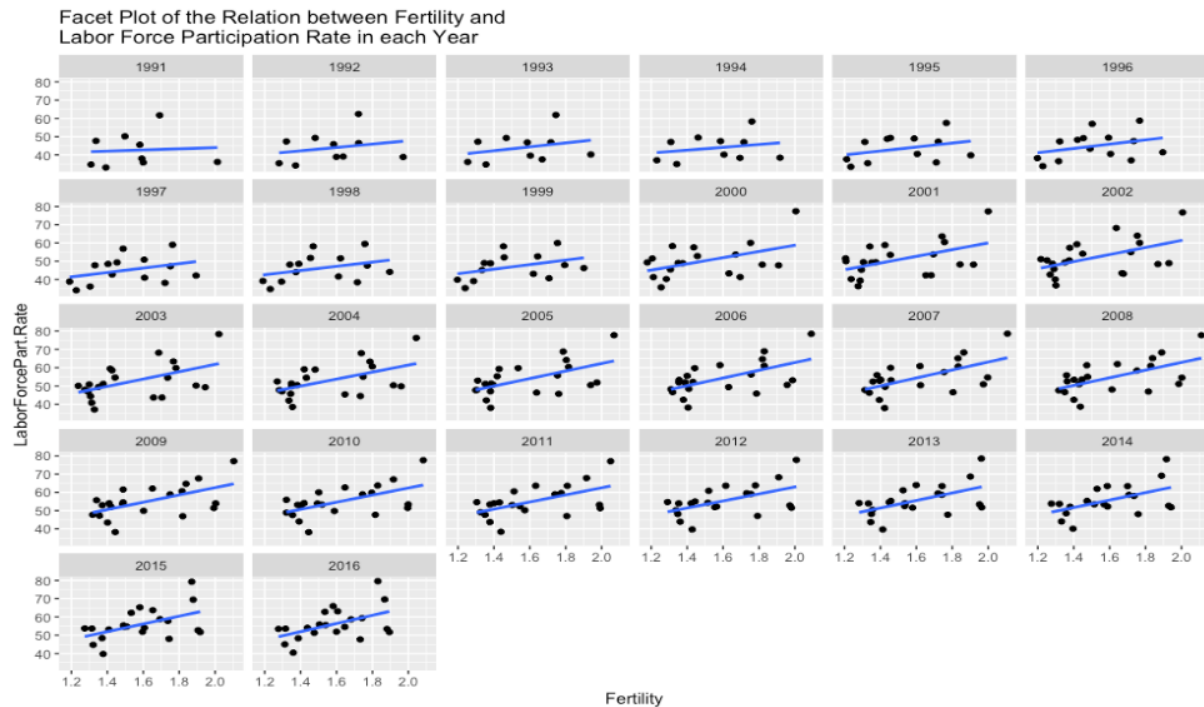 Facet Plot of the Relation between Fertility and
Labor Force Participation Rate in each Year
1991 1992 1993 1994 1995 1996
80
70
60
50
40
1997 1998 1999 2000 2001 2002
80
70
60
50
40
2003 2004 2005 2006 2007 2008
80
70
60
50
40
2009 2010 2011 2012 2013 2014
80
70
60
50
40
1.2 1.4 1.6 1.8 2.0 1.2 1.4 1.6 1.8 2.0 1.2 1.4 1.6 1.8 2.0 1.2 1.4 1.6 1.8 2.0
2015 2016
80
70
60
50
40
1.2 1.4 1.6 1.8 2.0 1.2 1.4 1.6 1.8 2.0
LaborForcePart.Rate
Fertility